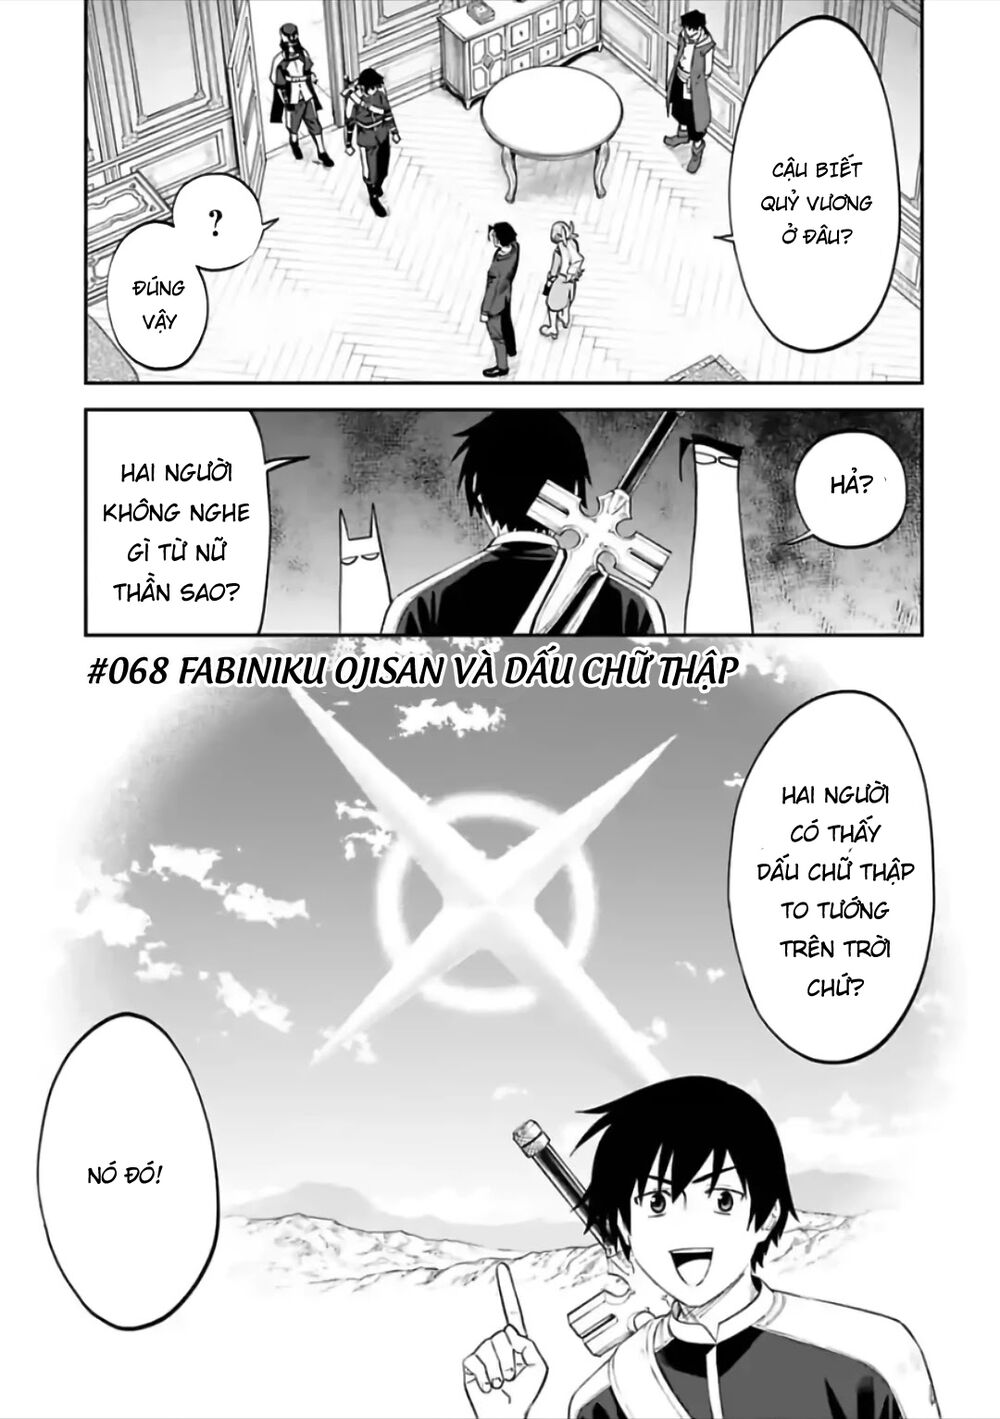 CẬU BIẾT
QUỶ VƯƠNG
Ở ĐÂU?
?
ĐÚNG
VẬY
HẢ?
HAI NGƯỜI
KHÔNG NGHE
GÌ TỪ NỮ
THẦN SAO?
#068 FABINIKU OJISAN VÀ DẤU CHỮ THẬP
HAI NGƯỜI
CÓ THẤY
DẤU CHỮ THẬP
TO TƯỚNG
TRÊN TRỜI
CHỨ?
NÓ ĐÓ!